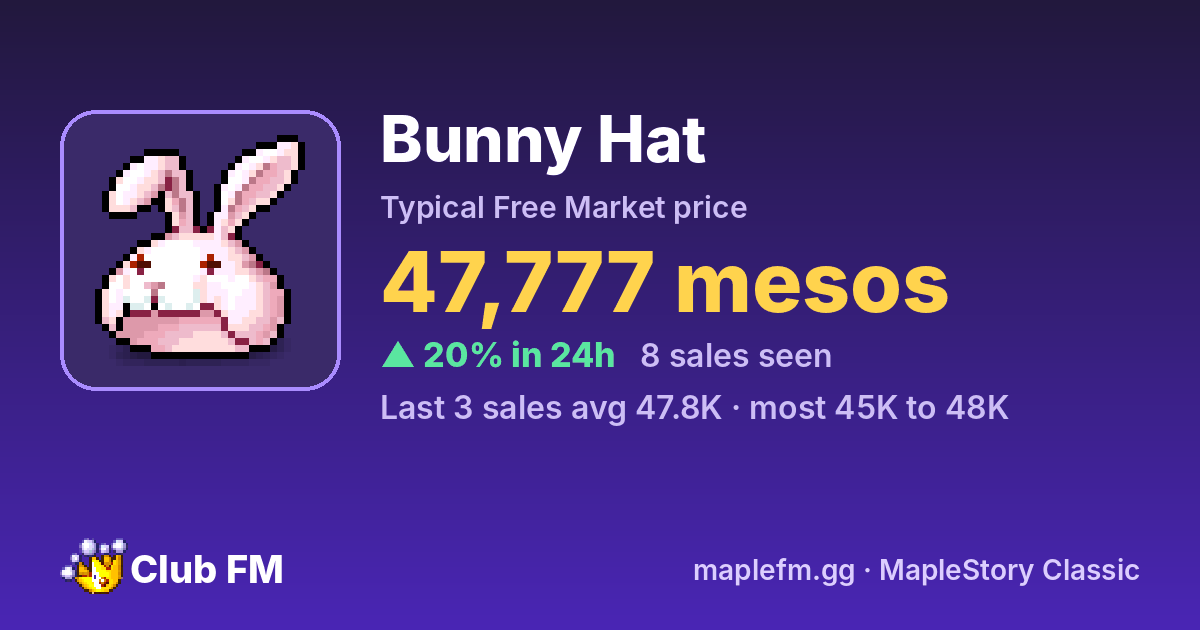 Bunny Hat
Typical Free Market price
47,777 mesos
▲ 20% in 24h 8 sales seen
Last 3 sales avg 47.8K · most 45K to 48K
Club FM
maplefm.gg · MapleStory Classic